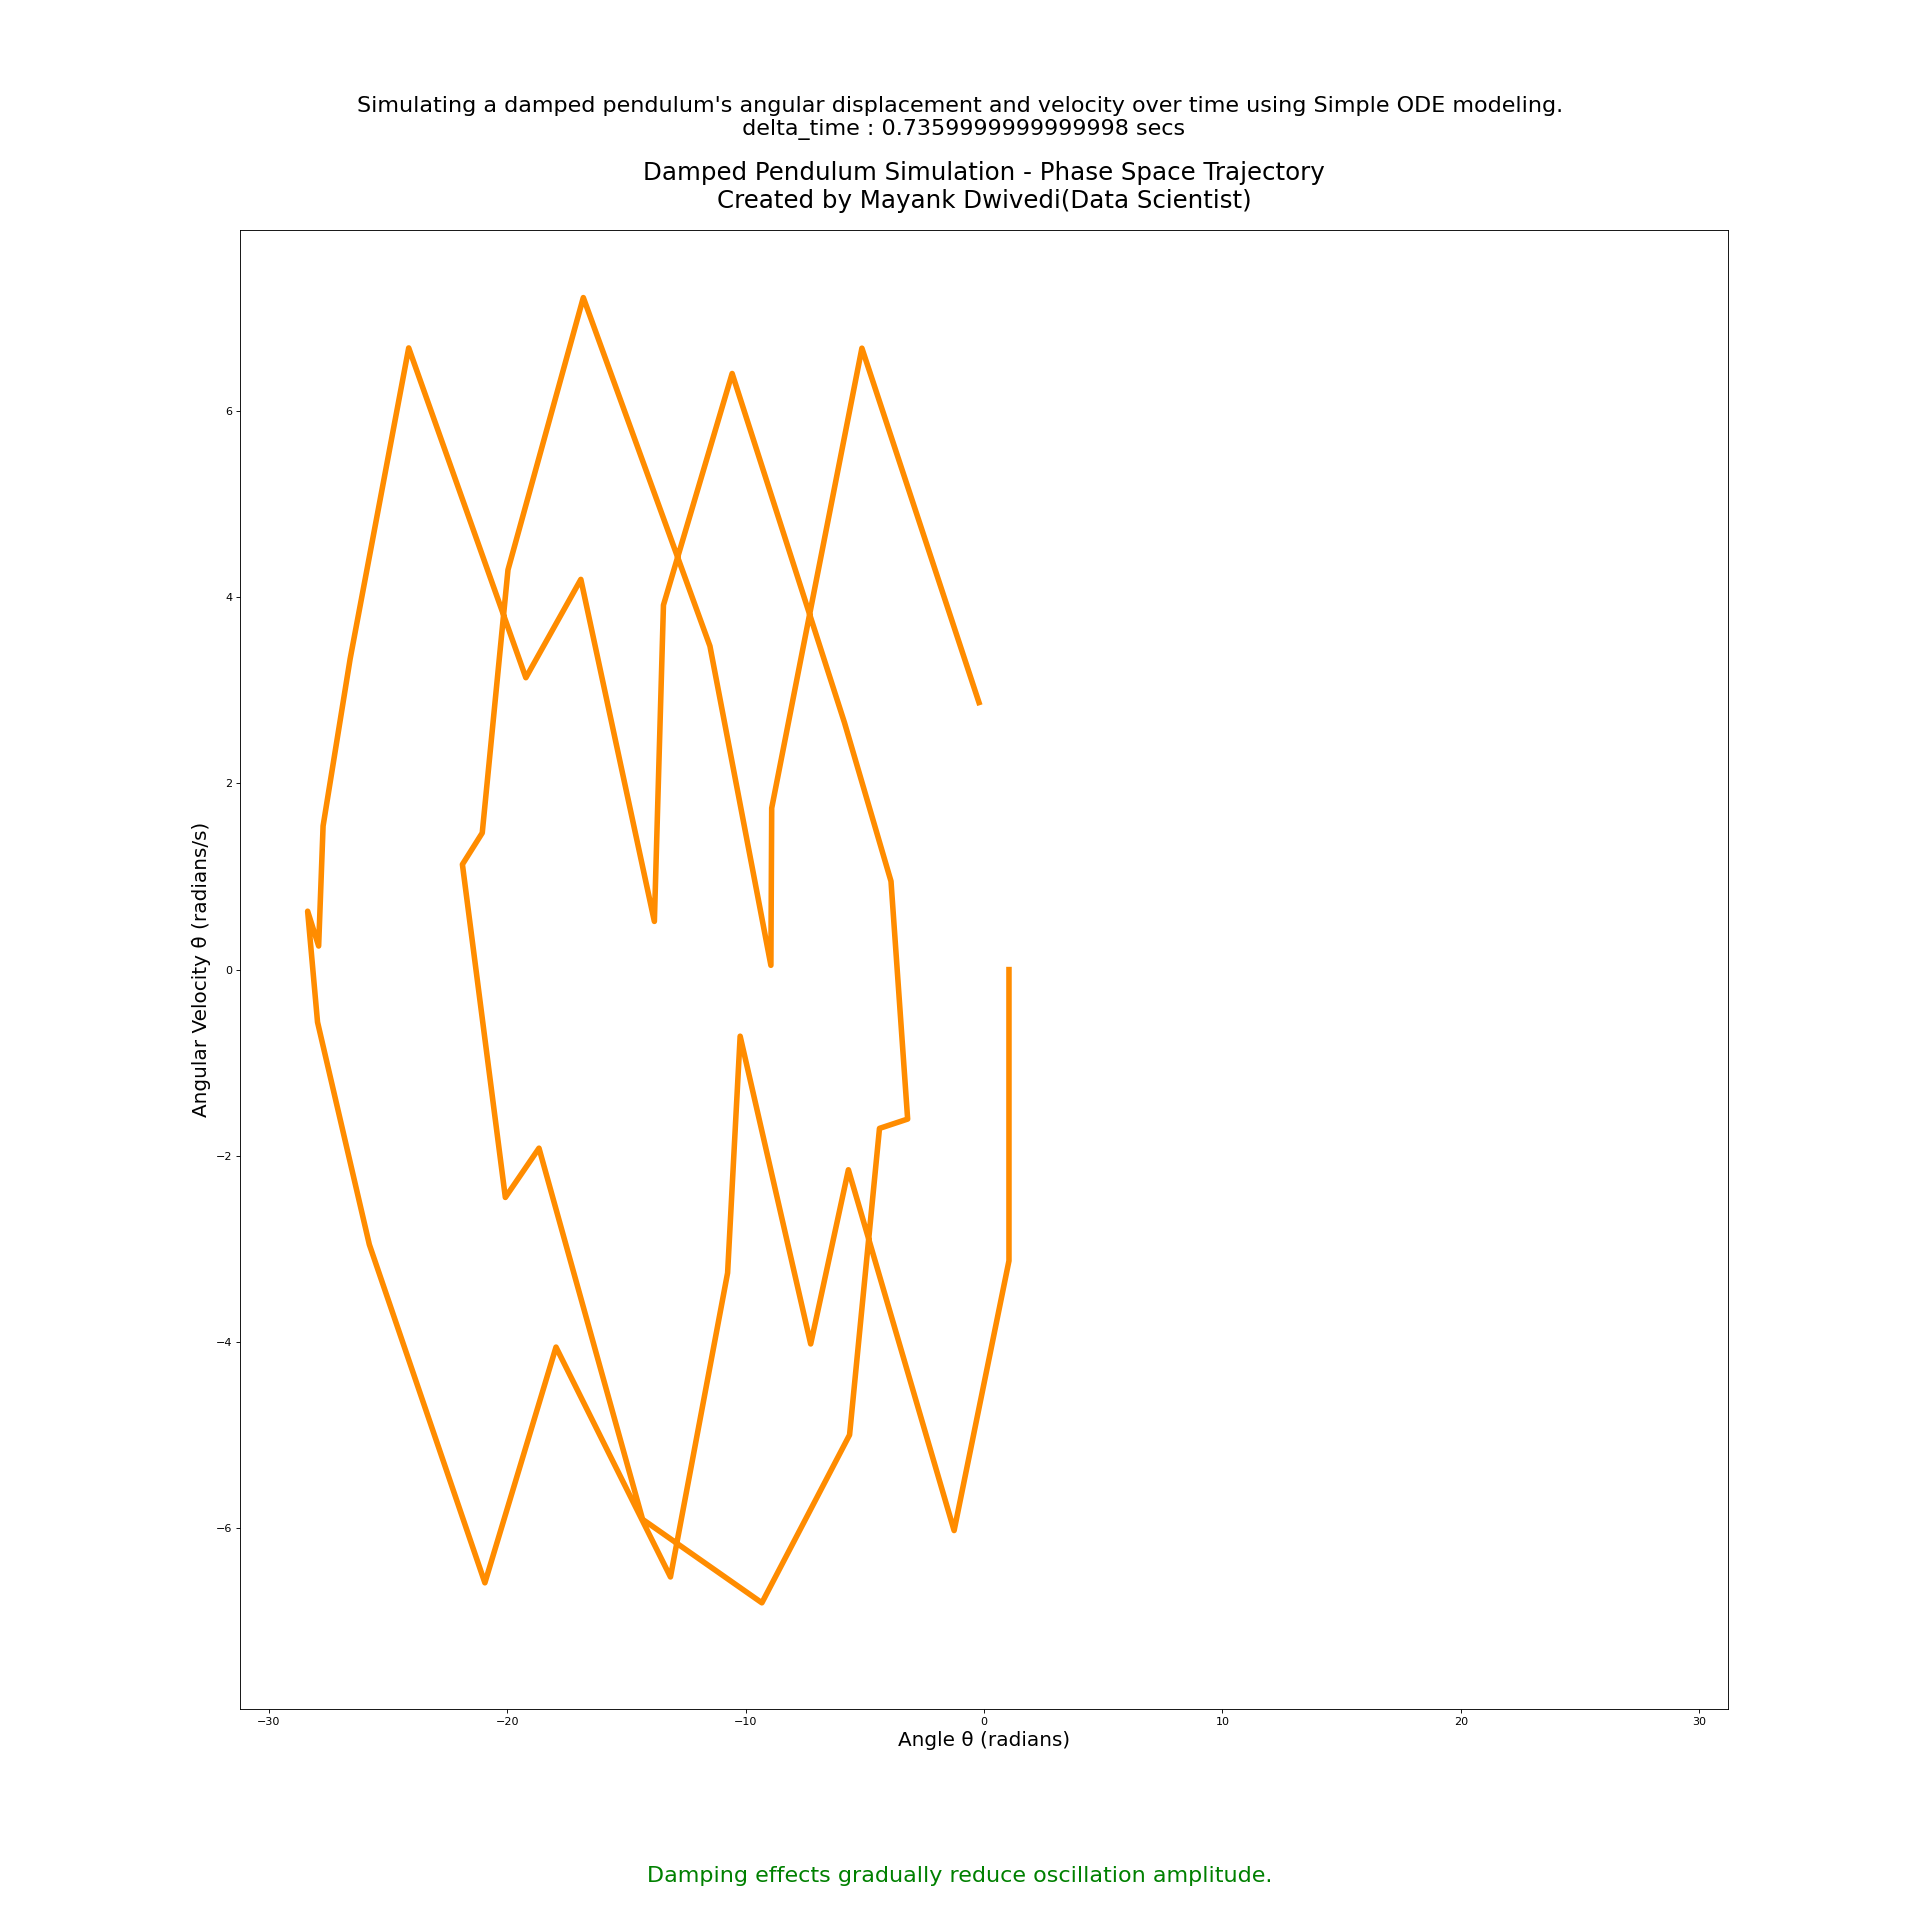 Simulating a damped pendulum's angular displacement and velocity over time using Simple ODE modeling.
delta_time : 0.7359999999999998 secs
Damped Pendulum Simulation - Phase Space Trajectory
Created by Mayank Dwivedi(Data Scientist)
6
4
2
0
−2
−4
−6
Angular Velocity θ (radians/s)
−30
−20
−10
0
10
20
30
Angle θ (radians)
Damping effects gradually reduce oscillation amplitude.